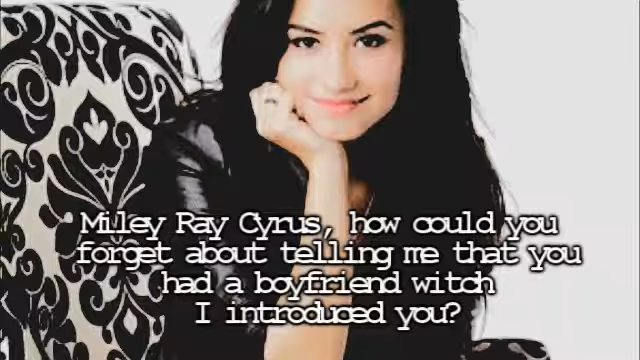 Miley Ray Cyrus, how could you
forget about telling me that you
had a boyfriend witch
I introduced you?